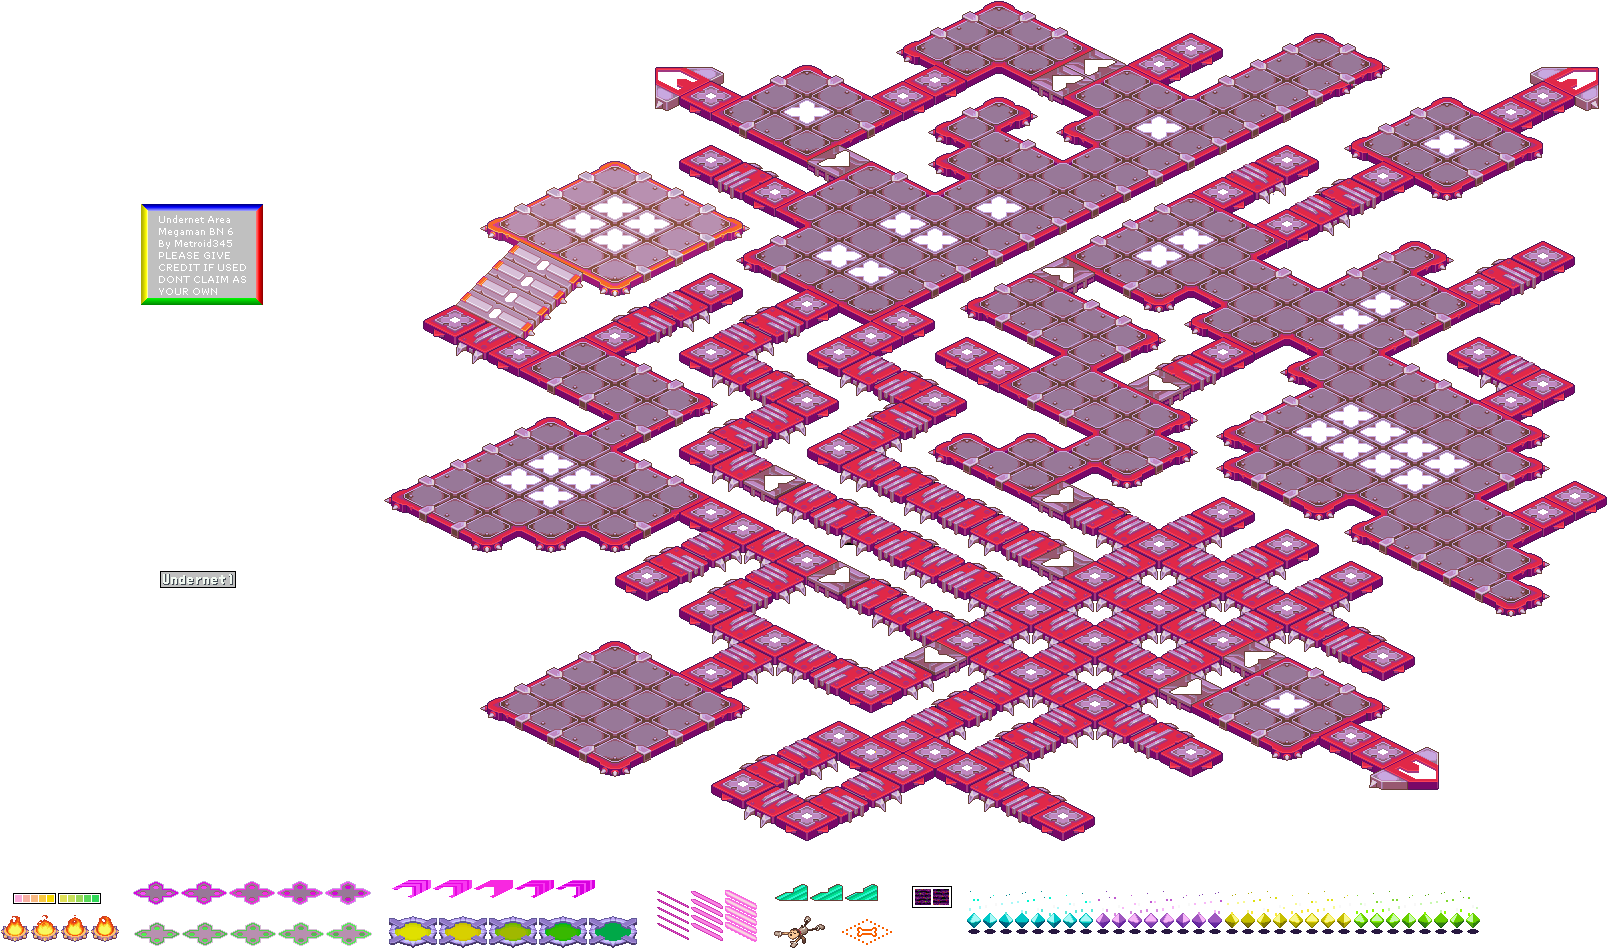 Undernet Area
Megaman BN 6
By Metroid345
PLEASE GIVE
CREDIT IF USED
DONT CLAIM AS
YOUR OWN
Undernet1